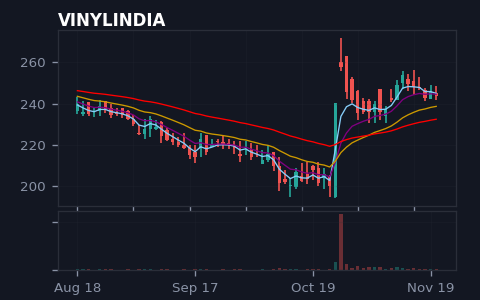 VINYLINDIA
260
240
220
200
Aug 18
Sep 17
Oct 19
Nov 19